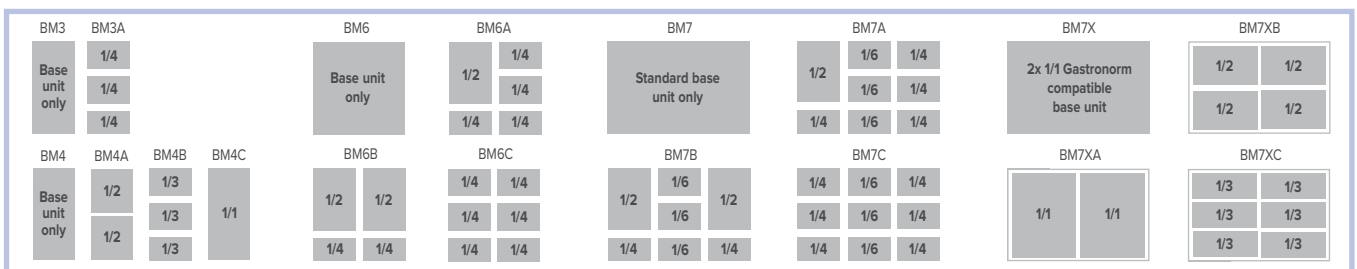 BM3 BM3A BM6 BM6A BM7 BM7A BM7X BM7XB
Base
unit
only
1/4
1/4
1/4
Base unit
only
1/2
1/4
1/4
1/4 1/4
Standard base
unit only
1/2
1/6 1/4
1/6 1/4
1/4 1/6 1/4
2x 1/1 Gastronorm
compatible
base unit
1/2 1/2
1/2 1/2
BM4 BM4A BM4B BM4C BM6B BM6C BM7B BM7C BM7XA BM7XC
Base
unit
only
1/2
1/2
1/3
1/3
1/3
1/1
1/2 1/2
1/4 1/4
1/4 1/4
1/4 1/4
1/4 1/4
1/2
1/6
1/6
1/2
1/4 1/6 1/4
1/4 1/6 1/4
1/4 1/6 1/4
1/4 1/6 1/4
1/1 1/1
1/3 1/3
1/3 1/3
1/3 1/3